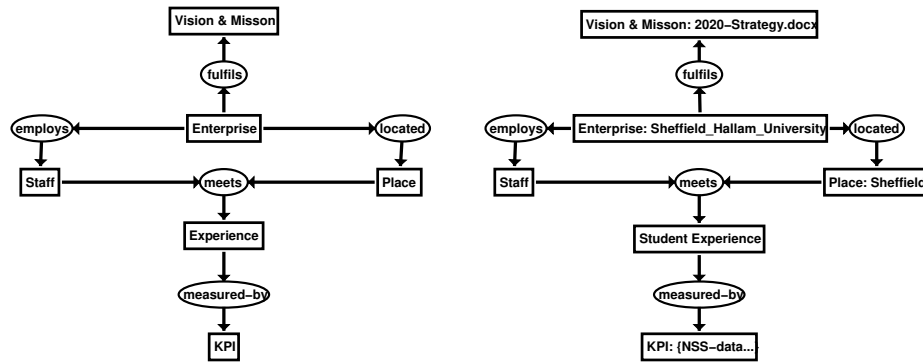 Vision & Misson
fulfils
employs
Enterprise
located
Staff
meets
Place
Experience
measured-by
KPI
Vision & Misson: 2020-Strategy.docx
fulfils
employs
Enterprise: Sheffield_Hallam_University
located
Staff
meets
Place: Sheffield
Student Experience
measured-by
KPI: {NSS-data...}